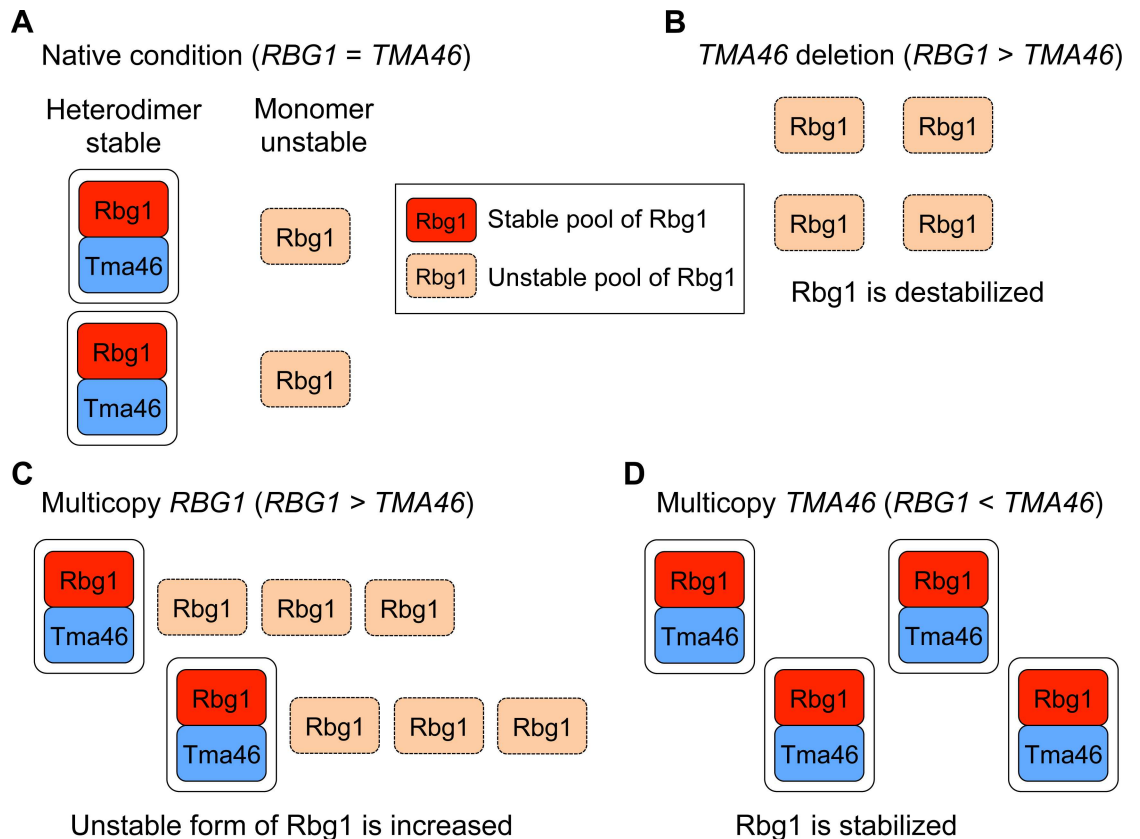 A
Native condition (RBG1 = TMA46)
Heterodimer
stable
Monomer
unstable
Rbg1
Tma46
Rbg1
Rbg1
Tma46
Rbg1
Rbg1 Stable pool of Rbg1
Rbg1 Unstable pool of Rbg1
B
TMA46 deletion (RBG1 > TMA46)
Rbg1 Rbg1
Rbg1 Rbg1
Rbg1 is destabilized
C
Multicopy RBG1 (RBG1 > TMA46)
Rbg1
Tma46
Rbg1 Rbg1 Rbg1
Rbg1
Tma46
Rbg1 Rbg1 Rbg1
Unstable form of Rbg1 is increased
D
Multicopy TMA46 (RBG1 < TMA46)
Rbg1
Tma46
Rbg1
Tma46
Rbg1
Tma46
Rbg1
Tma46
Rbg1 is stabilized